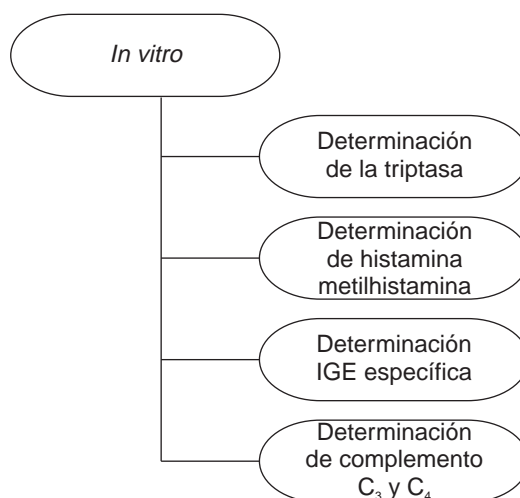 In vitro
Determinación
de la triptasa
Determinación
de histamina
metilhistamina
Determinación
IGE específica
Determinación
de complemento
C₃ y C₄